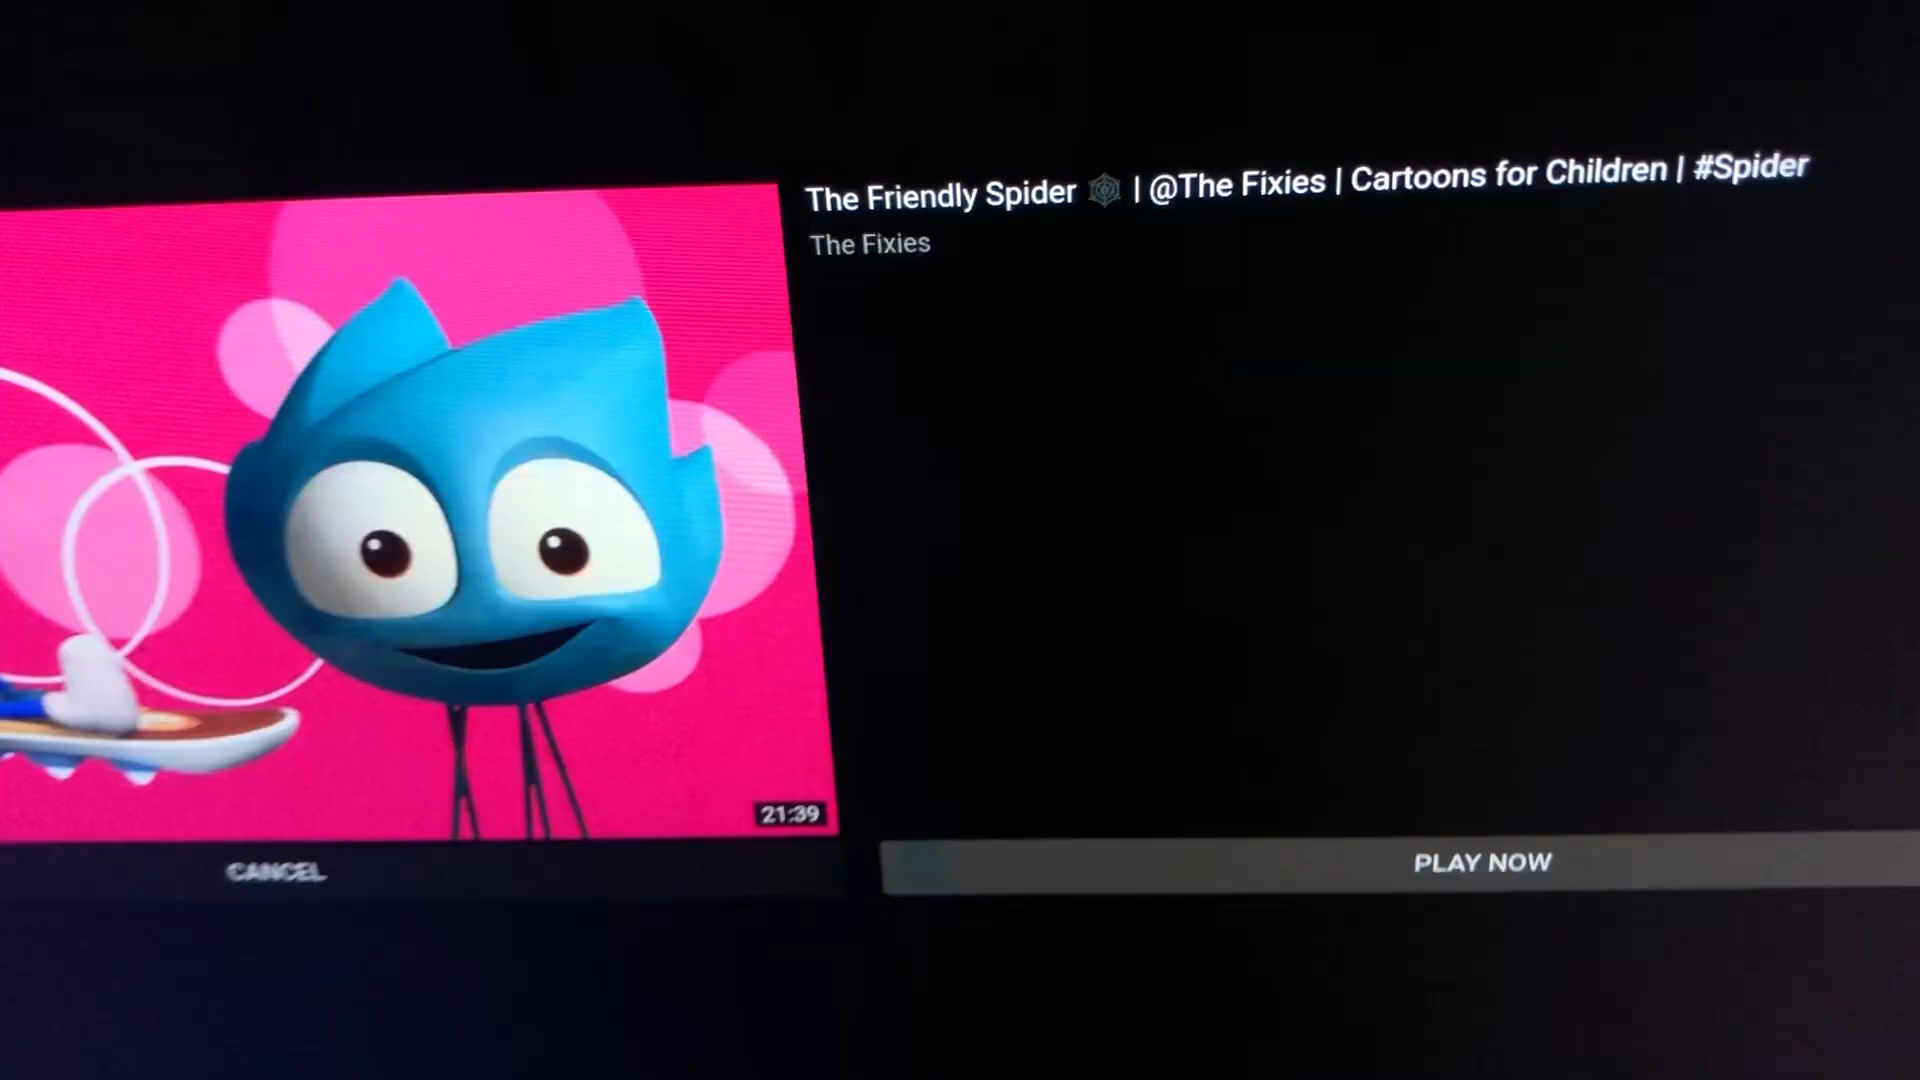 The Friendly Spider 🕸 | @The Fixies | Cartoons for Children | #Spider
The Fixies
21:39
CANCEL
PLAY NOW